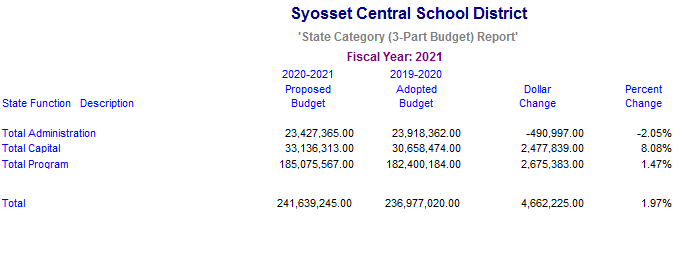 Syosset Central School District
'State Category (3-Part Budget) Report'
Fiscal Year: 2021
2020-2021 2019-2020
Proposed Adopted Dollar Percent
State Function Description Budget Budget Change Change
Total Administration 23,427,365.00 23,918,362.00 -490,997.00 -2.05%
Total Capital 33,136,313.00 30,658,474.00 2,477,839.00 8.08%
Total Program 185,075,567.00 182,400,184.00 2,675,383.00 1.47%
Total 241,639,245.00 236,977,020.00 4,662,225.00 1.97%